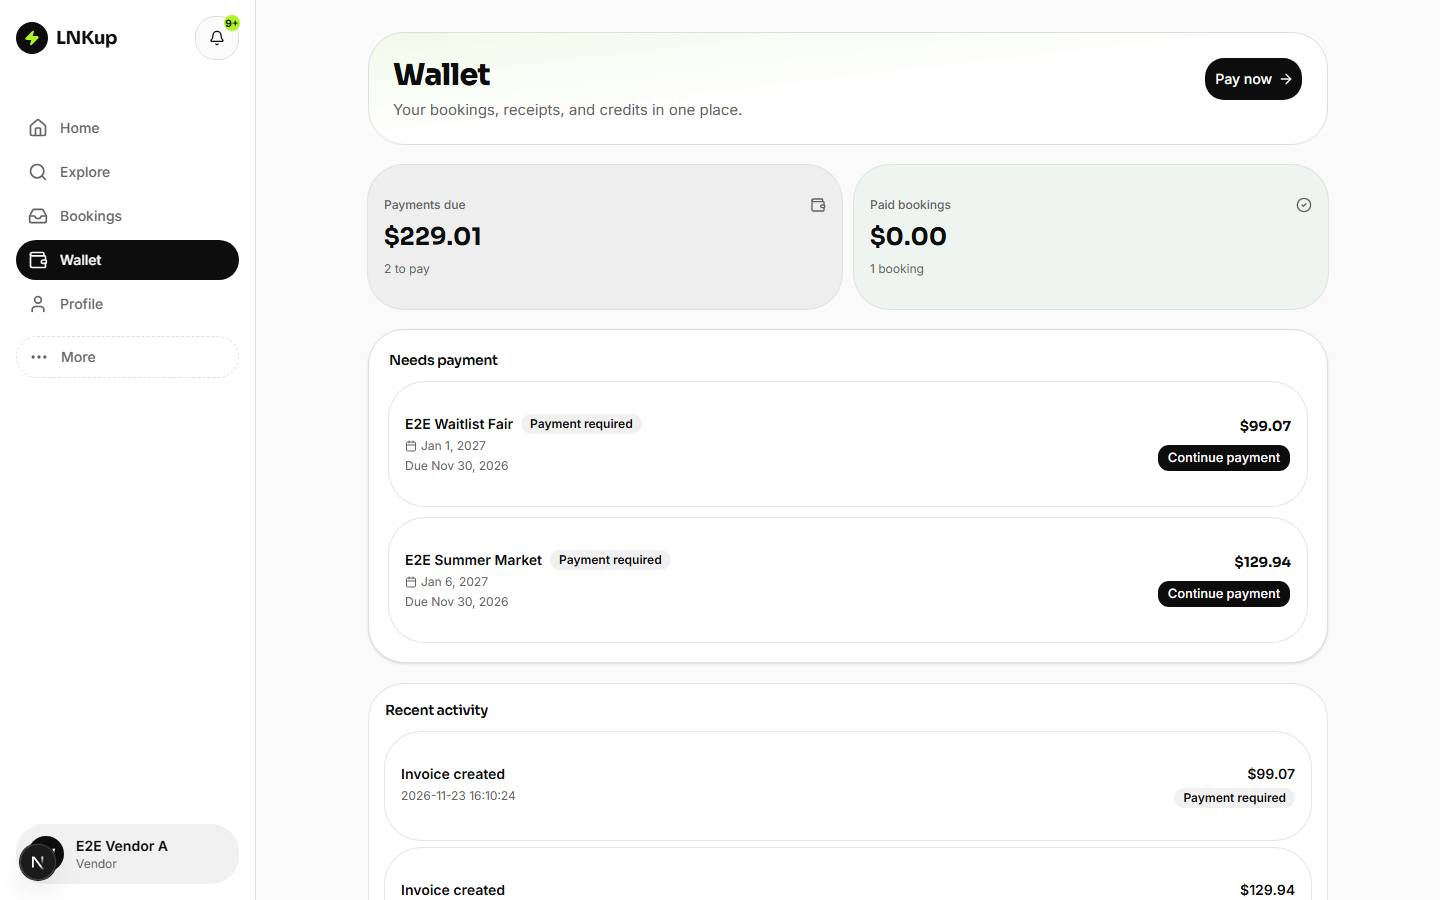 LNKup
9+
Home
Explore
Bookings
Wallet
Profile
More
E2E Vendor A
Vendor
N
Wallet
Your bookings, receipts, and credits in one place.
Pay now
Payments due
$229.01
2 to pay
Paid bookings
$0.00
1 booking
Needs payment
E2E Waitlist Fair Payment required
Jan 1, 2027
Due Nov 30, 2026
$99.07
Continue payment
E2E Summer Market Payment required
Jan 6, 2027
Due Nov 30, 2026
$129.94
Continue payment
Recent activity
Invoice created
2026-11-23 16:10:24
$99.07
Payment required
Invoice created
$129.94